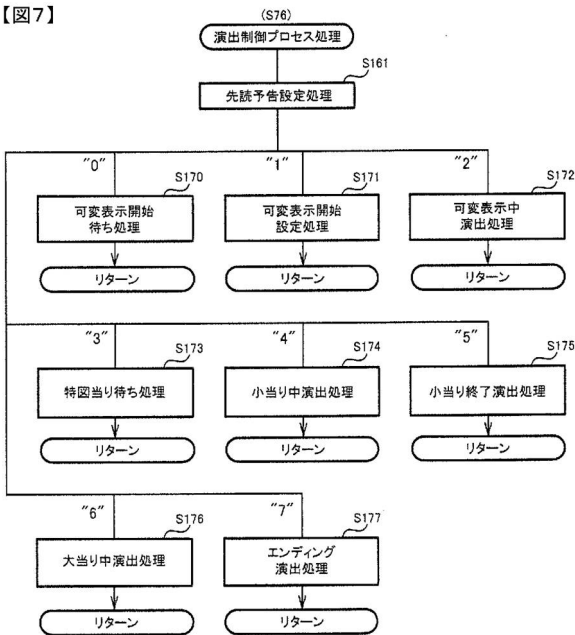 【図7】
(S76)
演出制御プロセス処理
S161
先読予告設定処理
"0"
"1"
"2"
S170
S171
S172
可変表示開始
待ち処理
可変表示開始
設定処理
可変表示中
演出処理
リターン
リターン
リターン
"3"
"4"
"5"
S173
S174
S175
特図当り待ち処理
小当り中演出処理
小当り終了演出処理
リターン
リターン
リターン
"6"
"7"
S176
S177
大当り中演出処理
エンディング
演出処理
リターン
リターン